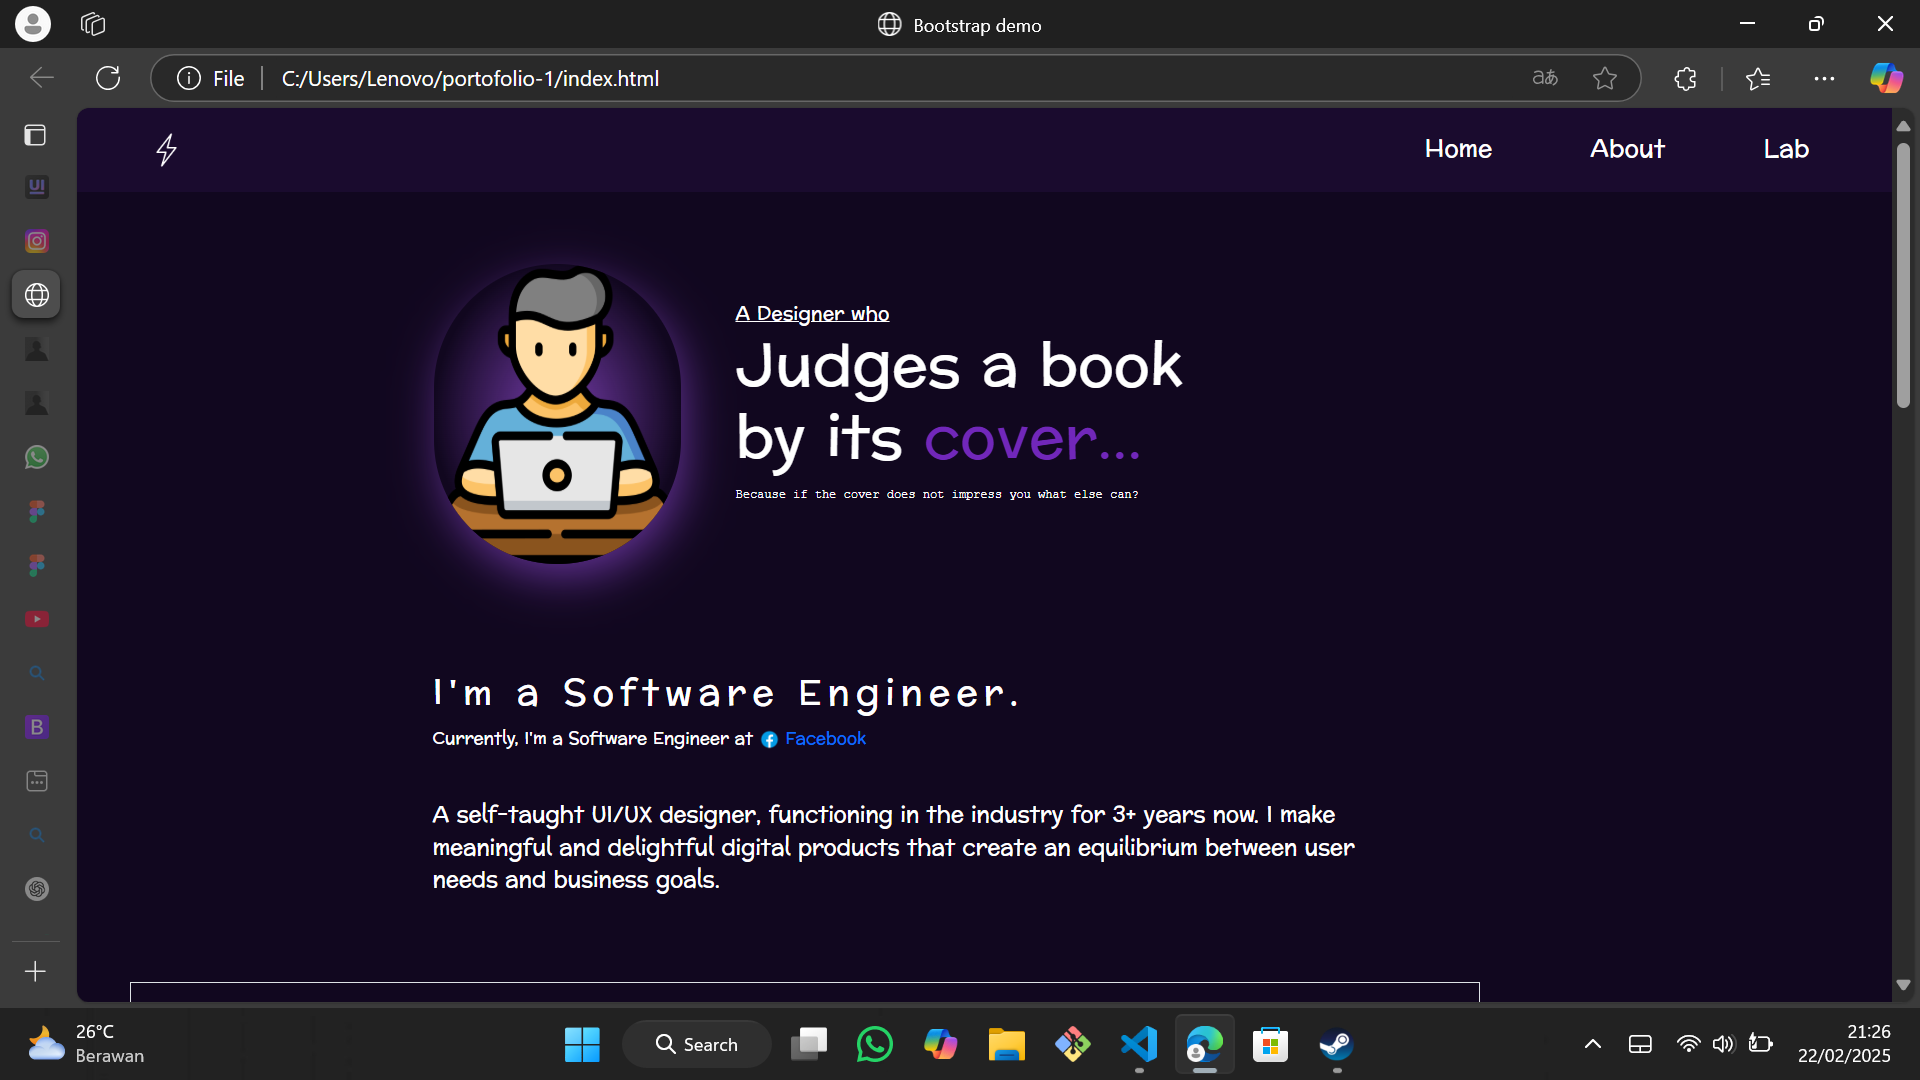 Bootstrap demo
File
C:/Users/Lenovo/portofolio-1/index.html
aあ
Home
About
Lab
UI
A Designer who
Judges a book
by its cover...
Because if the cover does not impress you what else can?
I'm a Software Engineer.
Currently, I'm a Software Engineer at Facebook
B
A self-taught UI/UX designer, functioning in the industry for 3+ years now. I make
meaningful and delightful digital products that create an equilibrium between user
needs and business goals.
26°C
Berawan
Search
21:26
22/02/2025